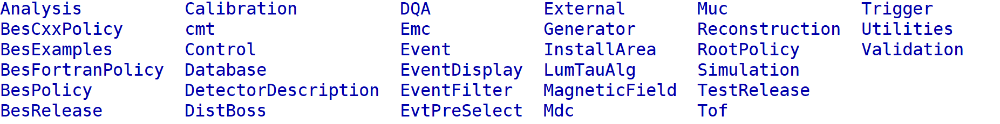 Analysis Calibration DQA External Muc Trigger
BesCxxPolicy cmt Emc Generator Reconstruction Utilities
BesExamples Control Event InstallArea RootPolicy Validation
BesFortranPolicy Database EventDisplay LumTauAlg Simulation
BesPolicy DetectorDescription EventFilter MagneticField TestRelease
BesRelease DistBoss EvtPreSelect Mdc Tof